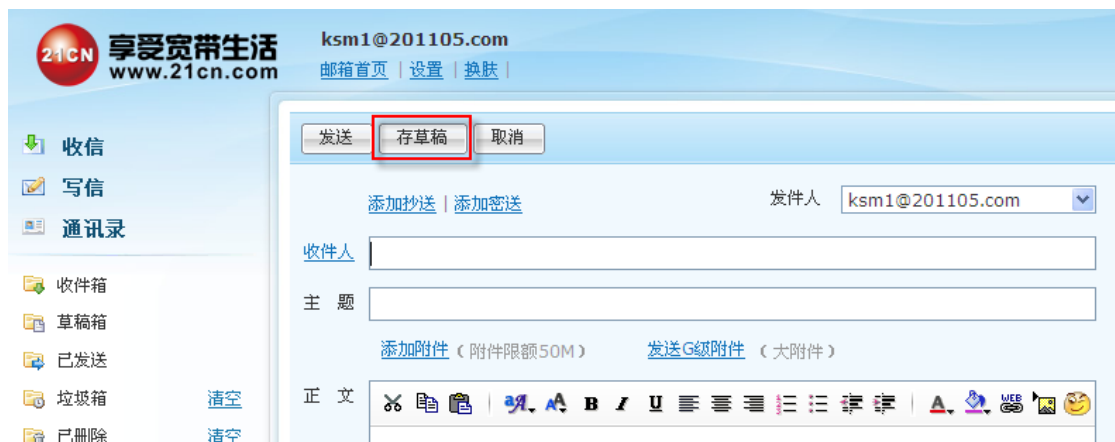 21CN 享受宽带生活
www.21cn.com
ksm1@201105.com
邮箱首页 | 设置 | 换肤 |
收信
写信
通讯录
收件箱
草稿箱
已发送
垃圾箱 清空
已删除 清空
发送 存草稿 取消
添加抄送 | 添加密送 发件人 ksm1@201105.com
收件人
主 题
添加附件 (附件限额50M) 发送G级附件 (大附件)
正 文 B I U A WEB